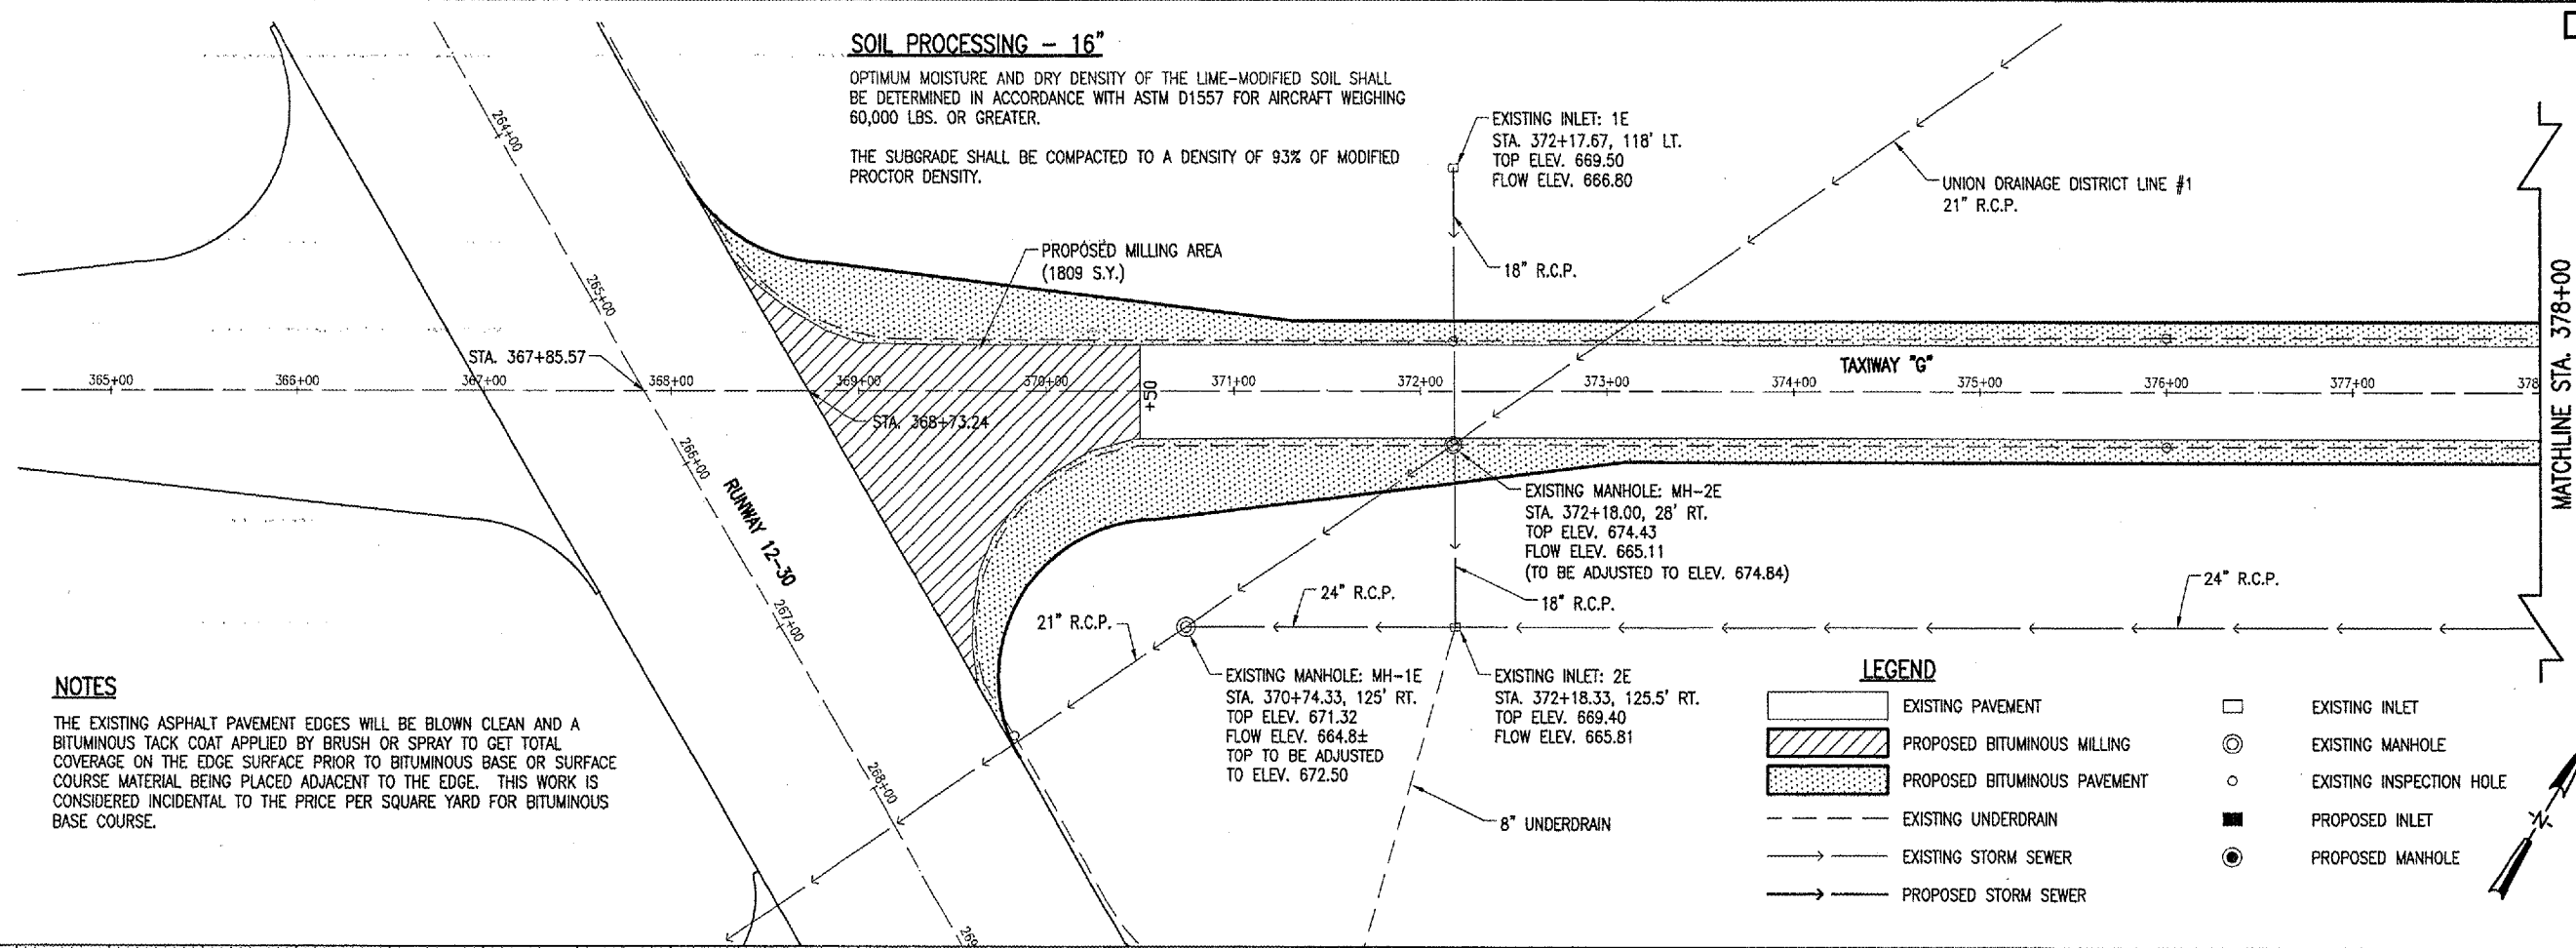 SOIL PROCESSING - 16"
OPTIMUM MOISTURE AND DRY DENSITY OF THE LIME-MODIFIED SOIL SHALL
BE DETERMINED IN ACCORDANCE WITH ASTM D1557 FOR AIRCRAFT WEIGHING
60,000 LBS. OR GREATER.
THE SUBGRADE SHALL BE COMPACTED TO A DENSITY OF 93% OF MODIFIED
PROCTOR DENSITY.
EXISTING INLET: 1E
STA. 372+17.67, 118' LT.
TOP ELEV. 669.50
FLOW ELEV. 666.80
UNION DRAINAGE DISTRICT LINE #1
21" R.C.P.
18" R.C.P.
PROPOSED MILLING AREA
(1809 S.Y.)
264+00
265+00
266+00
267+00
268+00
269
RUNWAY 12-30
STA. 367+85.57
STA. 368+73.24
365+00
366+00
367+00
368+00
369+00
370+00
+50
371+00
372+00
373+00
374+00
375+00
376+00
377+00
378
TAXIWAY "G"
MATCHLINE STA. 378+00
EXISTING MANHOLE: MH-2E
STA. 372+18.00, 28' RT.
TOP ELEV. 674.43
FLOW ELEV. 665.11
(TO BE ADJUSTED TO ELEV. 674.84)
24" R.C.P.
18" R.C.P.
24" R.C.P.
21" R.C.P.
EXISTING MANHOLE: MH-1E
STA. 370+74.33, 125' RT.
TOP ELEV. 671.32
FLOW ELEV. 664.8±
TOP TO BE ADJUSTED
TO ELEV. 672.50
EXISTING INLET: 2E
STA. 372+18.33, 125.5' RT.
TOP ELEV. 669.40
FLOW ELEV. 665.81
8" UNDERDRAIN
NOTES
THE EXISTING ASPHALT PAVEMENT EDGES WILL BE BLOWN CLEAN AND A
BITUMINOUS TACK COAT APPLIED BY BRUSH OR SPRAY TO GET TOTAL
COVERAGE ON THE EDGE SURFACE PRIOR TO BITUMINOUS BASE OR SURFACE
COURSE MATERIAL BEING PLACED ADJACENT TO THE EDGE. THIS WORK IS
CONSIDERED INCIDENTAL TO THE PRICE PER SQUARE YARD FOR BITUMINOUS
BASE COURSE.
LEGEND
EXISTING PAVEMENT
PROPOSED BITUMINOUS MILLING
PROPOSED BITUMINOUS PAVEMENT
EXISTING UNDERDRAIN
EXISTING STORM SEWER
PROPOSED STORM SEWER
EXISTING INLET
EXISTING MANHOLE
EXISTING INSPECTION HOLE
PROPOSED INLET
PROPOSED MANHOLE
N